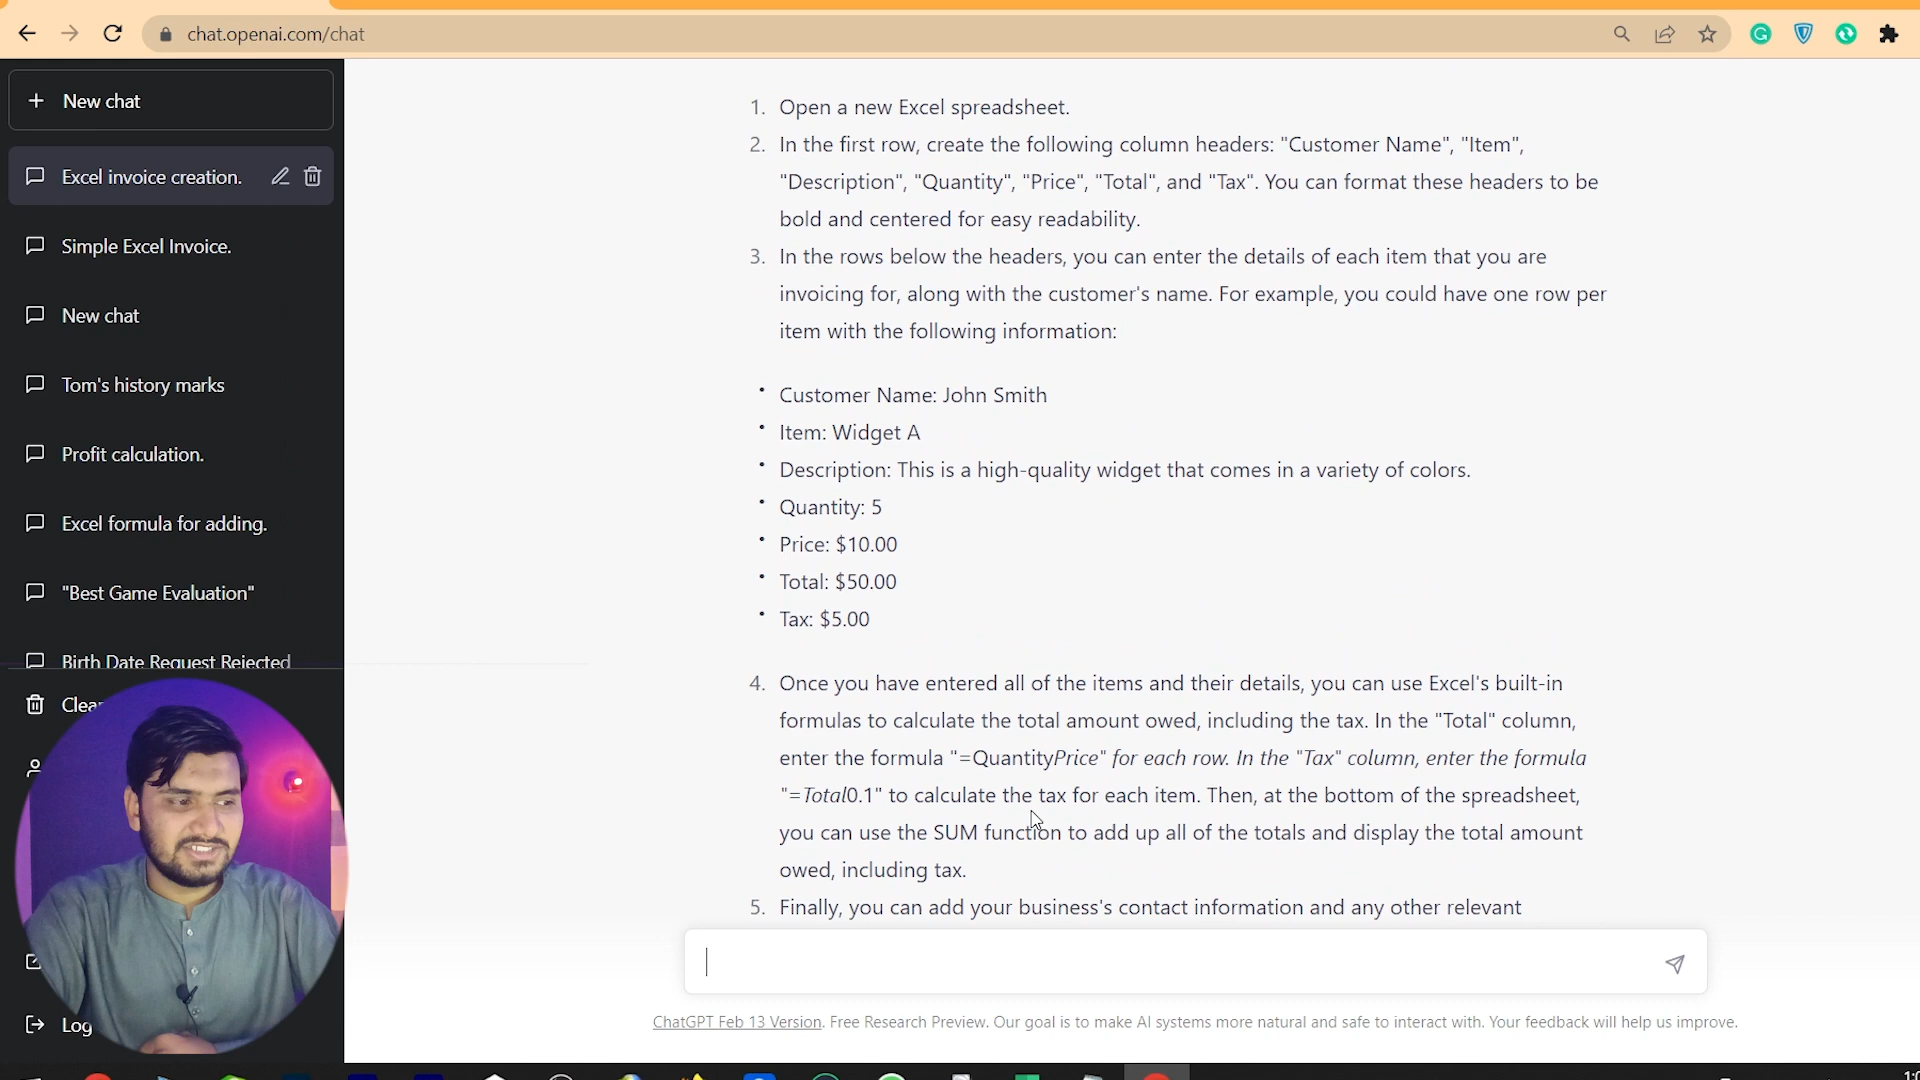 chat.openai.com/chat
New chat
Excel invoice creation.
Simple Excel Invoice.
New chat
Tom's history marks
Profit calculation.
Excel formula for adding.
"Best Game Evaluation"
Birth Date Request Rejected
1. Open a new Excel spreadsheet.
2. In the first row, create the following column headers: "Customer Name", "Item",
"Description", "Quantity", "Price", "Total", and "Tax". You can format these headers to be
bold and centered for easy readability.
3. In the rows below the headers, you can enter the details of each item that you are
invoicing for, along with the customer's name. For example, you could have one row per
item with the following information:
• Customer Name: John Smith
• Item: Widget A
• Description: This is a high-quality widget that comes in a variety of colors.
• Quantity: 5
• Price: $10.00
• Total: $50.00
• Tax: $5.00
4. Once you have entered all of the items and their details, you can use Excel's built-in
formulas to calculate the total amount owed, including the tax. In the "Total" column,
enter the formula "=QuantityPrice" for each row. In the "Tax" column, enter the formula
"=Total0.1" to calculate the tax for each item. Then, at the bottom of the spreadsheet,
you can use the SUM function to add up all of the totals and display the total amount
owed, including tax.
5. Finally, you can add your business's contact information and any other relevant
ChatGPT Feb 13 Version. Free Research Preview. Our goal is to make AI systems more natural and safe to interact with. Your feedback will help us improve.